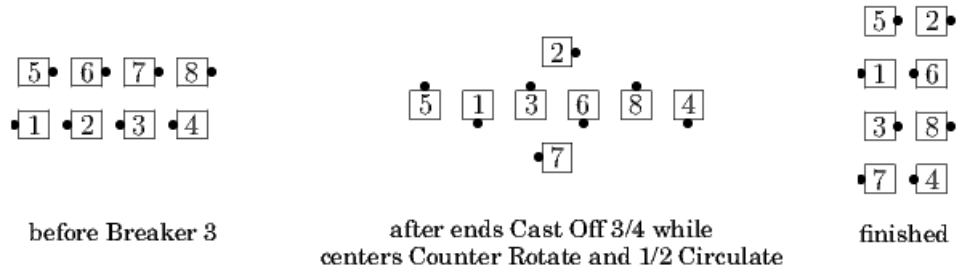 5 6 7 8
1 2 3 4
before Breaker 3
2
5 1 3 6 8 4
7
after ends Cast Off 3/4 while
centers Counter Rotate and 1/2 Circulate
5 2
1 6
3 8
7 4
finished